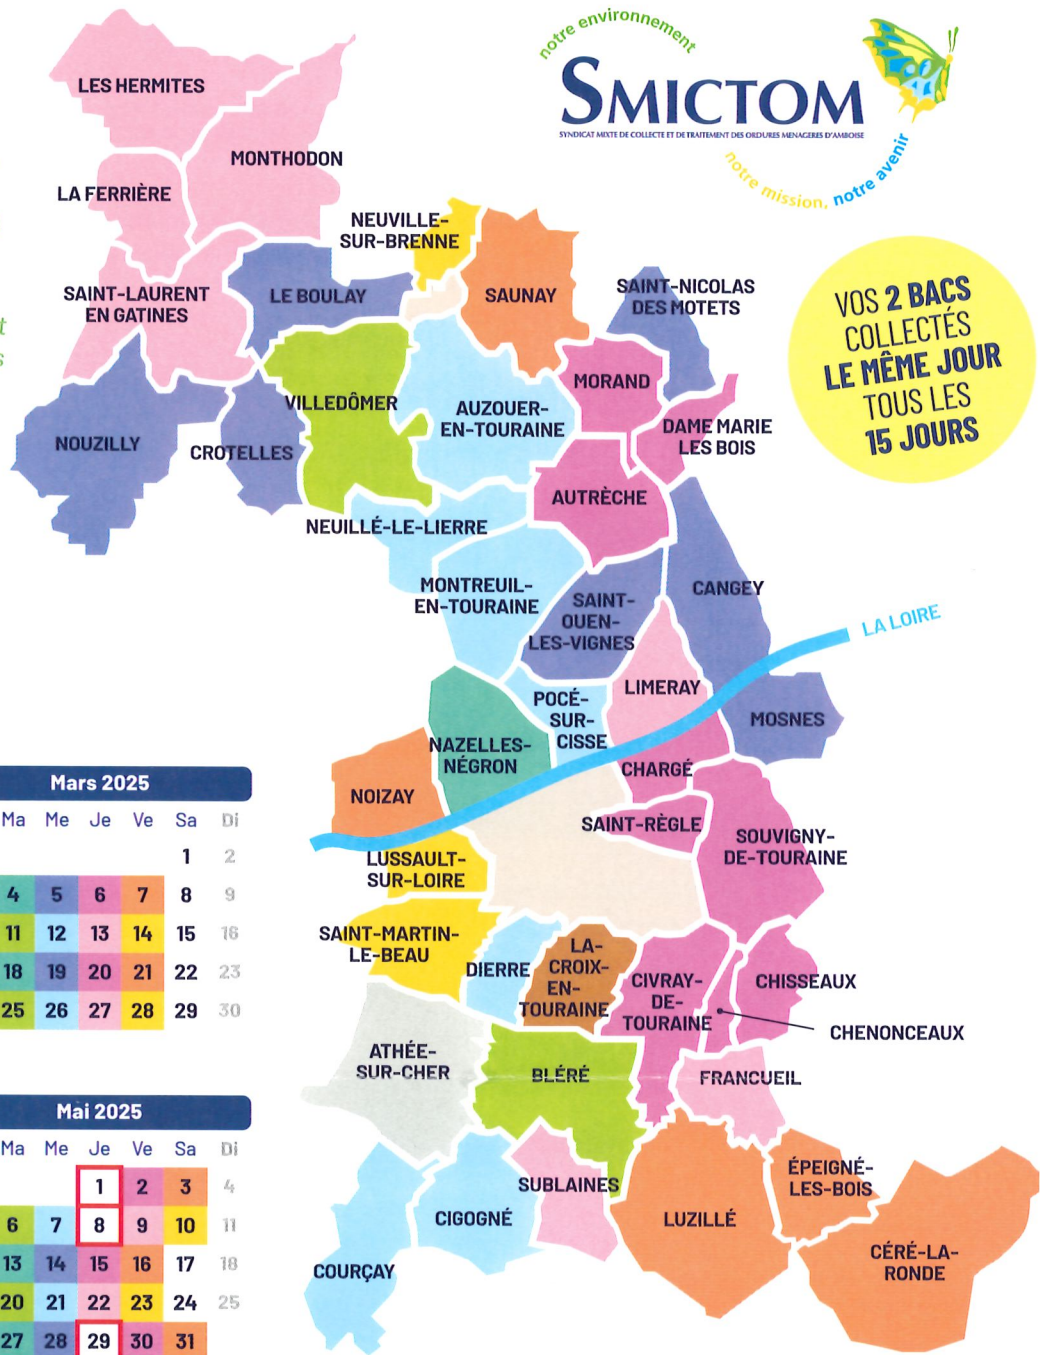 notre environnement
SMICTOM
SYNDICAT MIXTE DE COLLECTE ET DE TRAITEMENT DES ORDURES MENAGERES D'AMBOISE
notre mission, notre avenir
VOS 2 BACS
COLLECTÉS
LE MÊME JOUR
TOUS LES
15 JOURS
LES HERMITES
MONTHODON
LA FERRIÈRE
NEUVILLE-
SUR-BRENNE
SAINT-LAURENT
EN GATINES
LE BOULAY
SAUNAY
SAINT-NICOLAS
DES MOTETS
MORAND
VILLEDÔMER
AUZOUER-
EN-TOURAINE
DAME MARIE
LES BOIS
NOUZILLY
CROTELLES
AUTRÈCHE
NEUILLÉ-LE-LIERRE
MONTREUIL-
EN-TOURAINE
SAINT-
OUEN-
LES-VIGNES
CANGEY
LA LOIRE
LIMERAY
POCÉ-
SUR-
CISSE
MOSNES
NAZELLES-
NÉGRON
CHARGÉ
NOIZAY
SAINT-RÈGLE
SOUVIGNY-
DE-TOURAINE
LUSSAULT-
SUR-LOIRE
SAINT-MARTIN-
LE-BEAU
DIERRE
LA-
CROIX-
EN-
TOURAINE
CIVRAY-
DE-
TOURAINE
CHISSEAUX
CHENONCEAUX
ATHÉE-
SUR-CHER
BLÉRÉ
FRANCUEIL
SUBLAINES
ÉPEIGNÉ-
LES-BOIS
CIGOGNÉ
LUZILLÉ
CÉRÉ-LA-
RONDE
COURÇAY
Mars 2025
Ma Me Je Ve Sa Di
1 2
4 5 6 7 8 9
11 12 13 14 15 16
18 19 20 21 22 23
25 26 27 28 29 30
Mai 2025
Ma Me Je Ve Sa Di
1 2 3 4
6 7 8 9 10 11
13 14 15 16 17 18
20 21 22 23 24 25
27 28 29 30 31